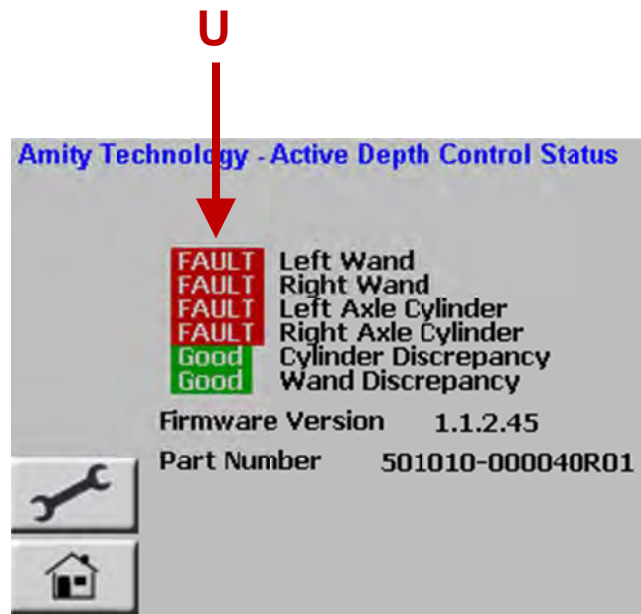 U
Amity Technology - Active Depth Control Status
FAULT Left Wand
FAULT Right Wand
FAULT Left Axle Cylinder
FAULT Right Axle Cylinder
Good Cylinder Discrepancy
Good Wand Discrepancy
Firmware Version 1.1.2.45
Part Number 501010-000040R01